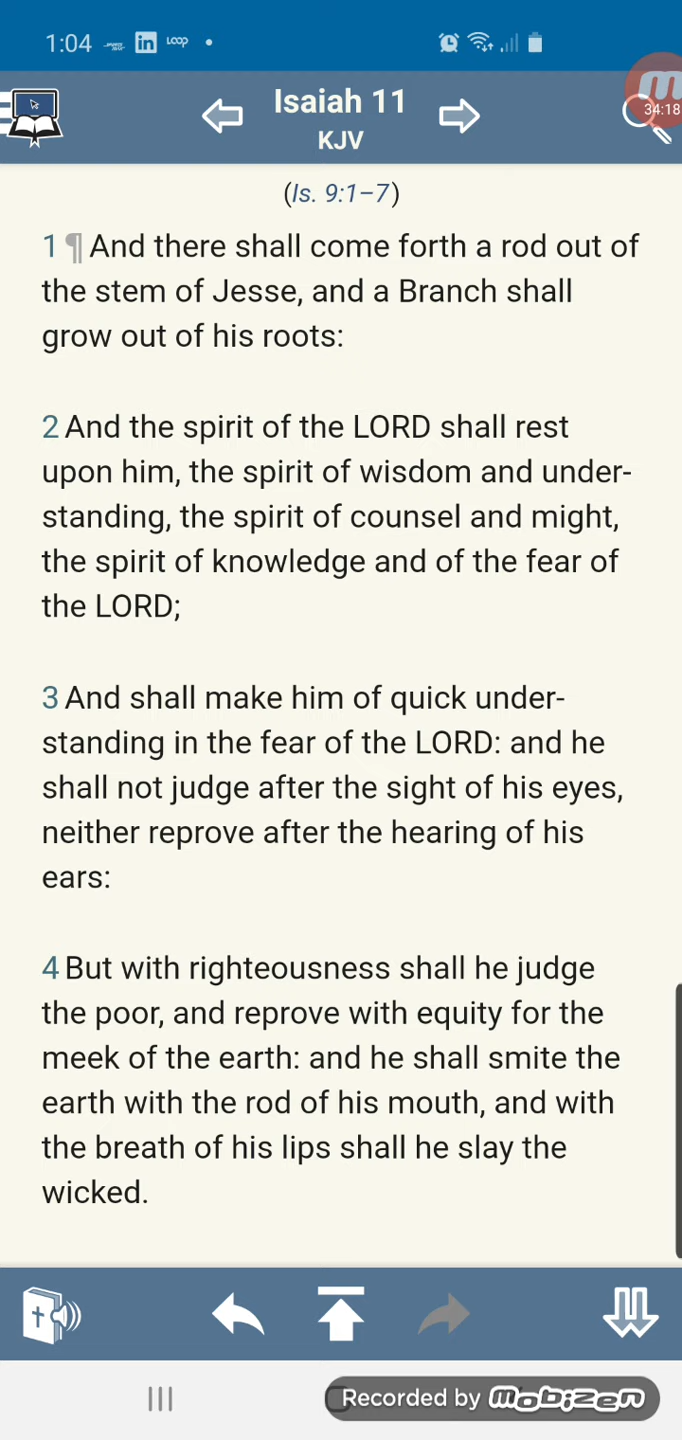 1:04 in LOOP
Isaiah 11
KJV
34:18
(Is. 9:1–7)
1 ¶ And there shall come forth a rod out of
the stem of Jesse, and a Branch shall
grow out of his roots:
2 And the spirit of the LORD shall rest
upon him, the spirit of wisdom and under-
standing, the spirit of counsel and might,
the spirit of knowledge and of the fear of
the LORD;
3 And shall make him of quick under-
standing in the fear of the LORD: and he
shall not judge after the sight of his eyes,
neither reprove after the hearing of his
ears:
4 But with righteousness shall he judge
the poor, and reprove with equity for the
meek of the earth: and he shall smite the
earth with the rod of his mouth, and with
the breath of his lips shall he slay the
wicked.
Recorded by mobizen